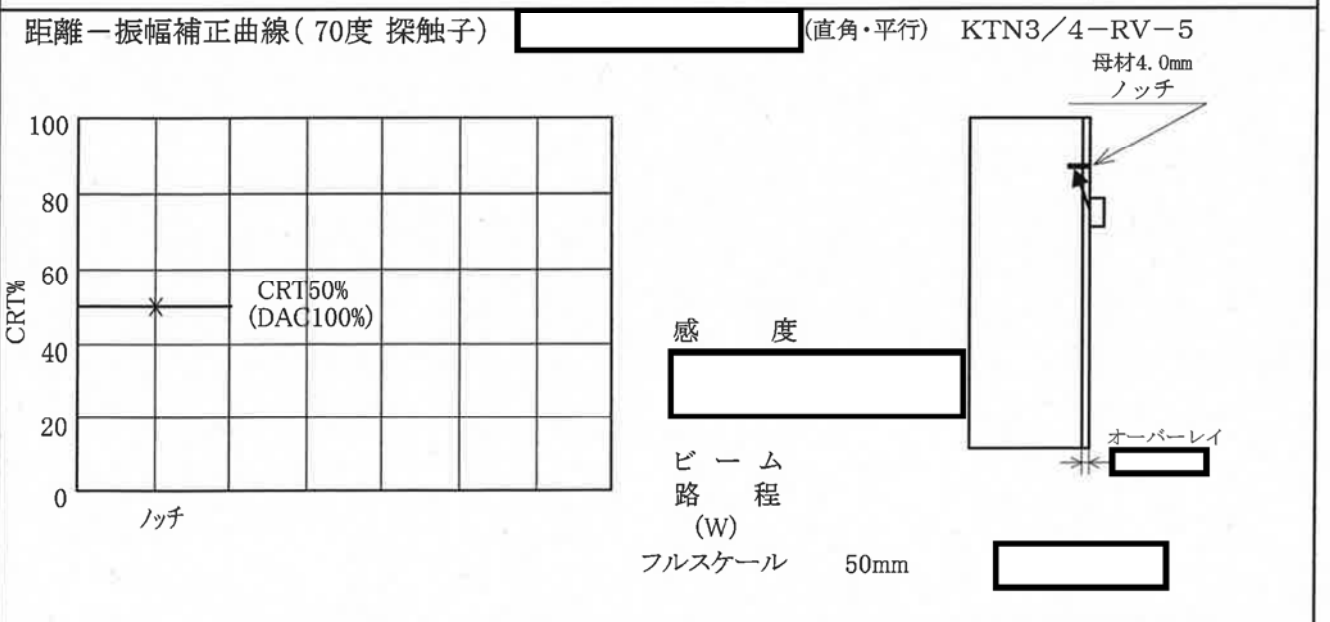 距離－振幅補正曲線( 70度 探触子) (直角・平行) KTN3／4－RV－5
母材4.0mm
ノッチ
100
80
60
40
20
0
CRT%
CRT50%
(DAC100%)
ノッチ
感 度
オーバーレイ
ビ ー ム
路 程
(W)
フルスケール 50mm